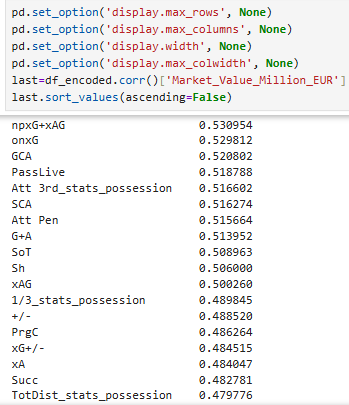 pd.set_option('display.max_rows', None)
pd.set_option('display.max_columns', None)
pd.set_option('display.width', None)
pd.set_option('display.max_colwidth', None)
last=df_encoded.corr()['Market_Value_Million_EUR']
last.sort_values(ascending=False)
npxG+xAG 0.530954
onxG 0.529812
GCA 0.520802
PassLive 0.518788
Att 3rd_stats_possession 0.516602
SCA 0.516274
Att Pen 0.515664
G+A 0.513952
SoT 0.508963
Sh 0.506000
xAG 0.500260
1/3_stats_possession 0.489845
+/- 0.488520
PrgC 0.486264
xG+/- 0.484515
xA 0.484047
Succ 0.482781
TotDist_stats_possession 0.479776